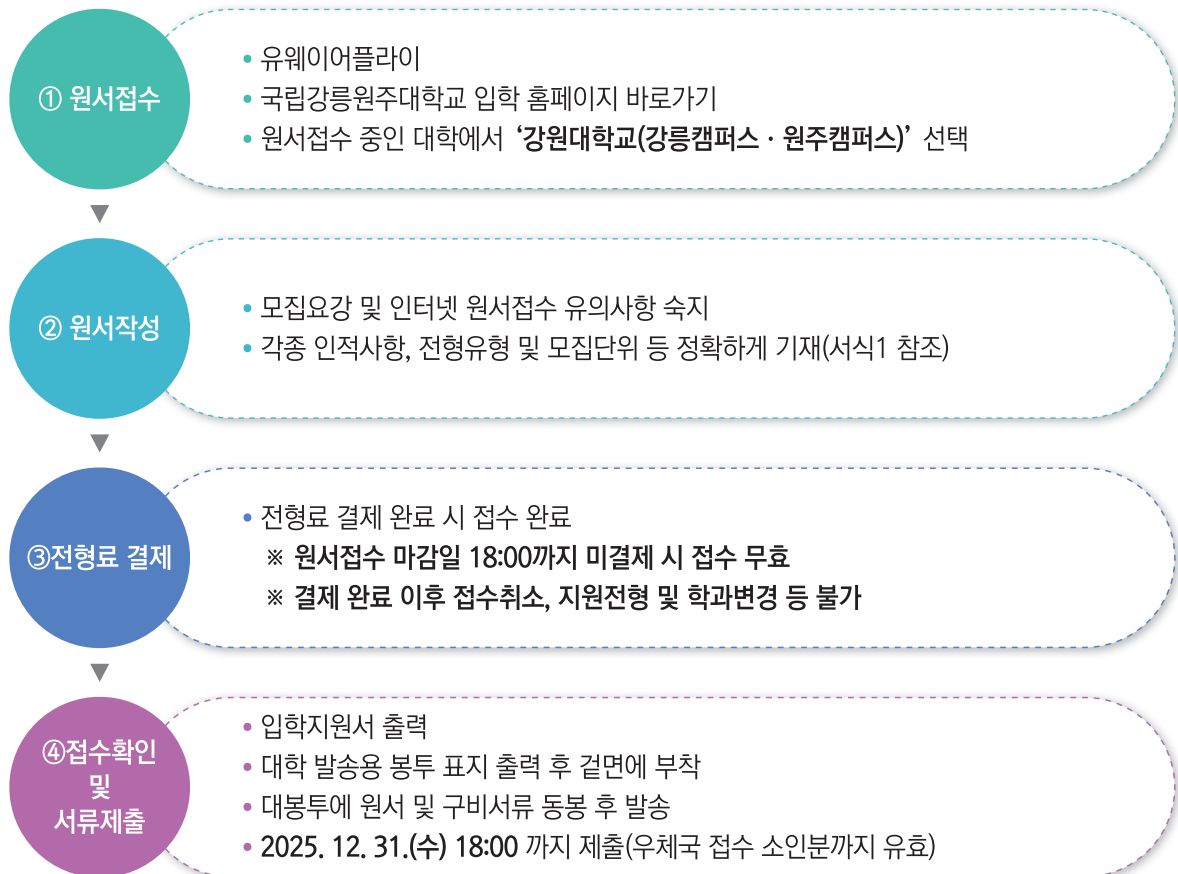 ① 원서접수
• 유웨이어플라이
• 국립강릉원주대학교 입학 홈페이지 바로가기
• 원서접수 중인 대학에서 ‘강원대학교(강릉캠퍼스 · 원주캠퍼스)’ 선택
▼
② 원서작성
• 모집요강 및 인터넷 원서접수 유의사항 숙지
• 각종 인적사항, 전형유형 및 모집단위 등 정확하게 기재(서식1 참조)
▼
③전형료 결제
• 전형료 결제 완료 시 접수 완료
※ 원서접수 마감일 18:00까지 미결제 시 접수 무효
※ 결제 완료 이후 접수취소, 지원전형 및 학과변경 등 불가
▼
④접수확인
및
서류제출
• 입학지원서 출력
• 대학 발송용 봉투 표지 출력 후 겉면에 부착
• 대봉투에 원서 및 구비서류 동봉 후 발송
• 2025. 12. 31.(수) 18:00 까지 제출(우체국 접수 소인분까지 유효)